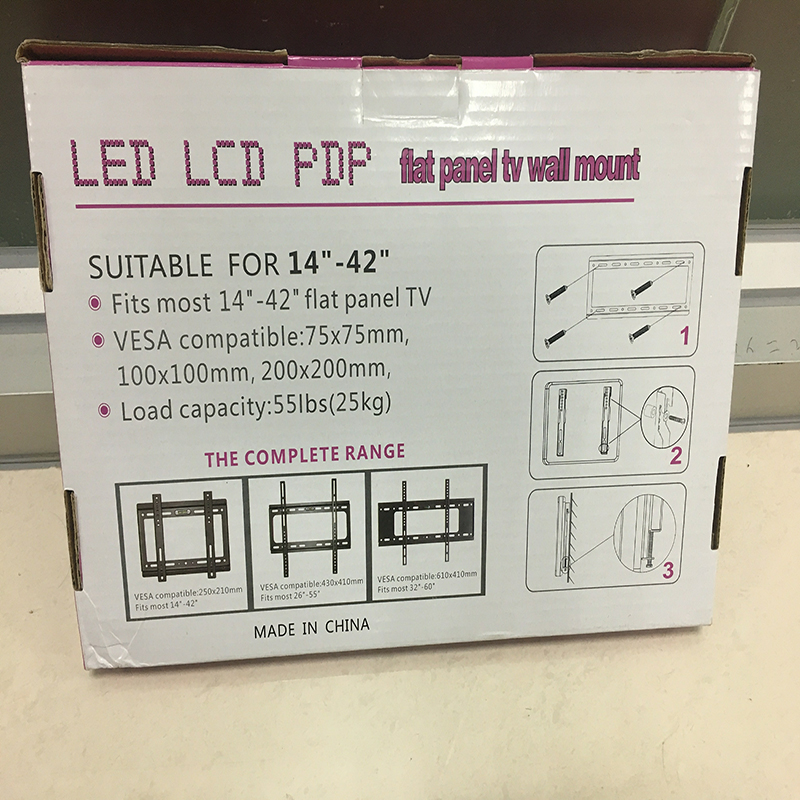 LED LCD PDP flat panel tv wall mount
SUITABLE FOR 14"-42"
Fits most 14"-42" flat panel TV
VESA compatible:75x75mm,
100x100mm, 200x200mm,
Load capacity:55lbs(25kg)
1
2
3
THE COMPLETE RANGE
VESA compatible:250x210mm
Fits most 14"-42"
VESA compatible:430x410mm
Fits most 26"-55"
VESA compatible:610x410mm
Fits most 32"-60"
MADE IN CHINA